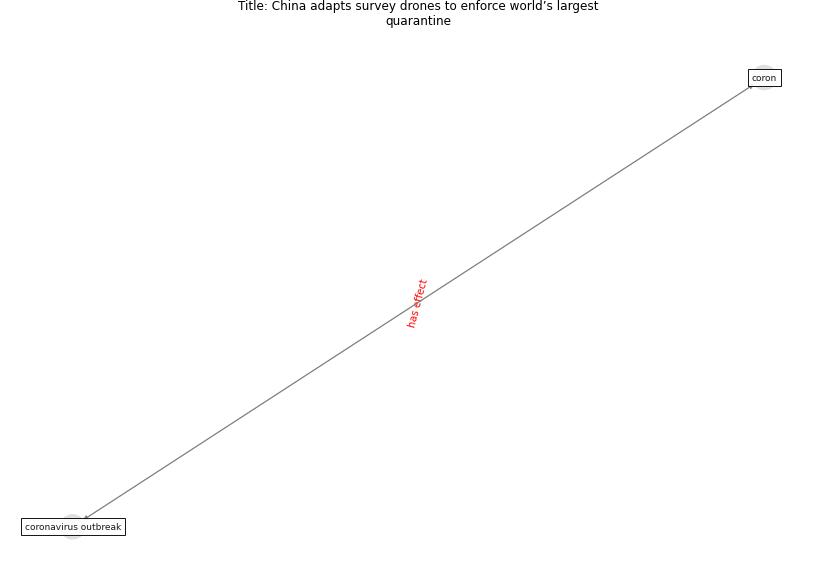 Title: China adapts survey drones to enforce world’s largest
quarantine
coron
has effect
coronavirus outbreak